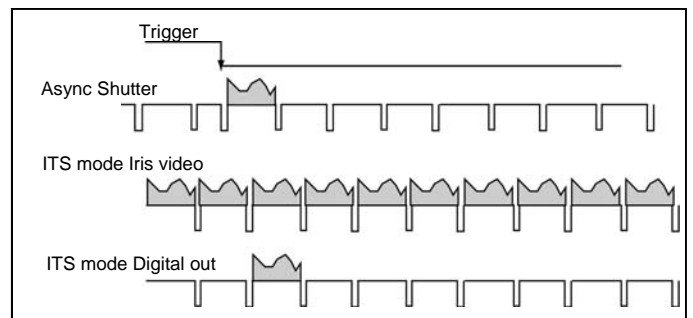 Trigger
Async Shutter
ITS mode Iris video
ITS mode Digital out